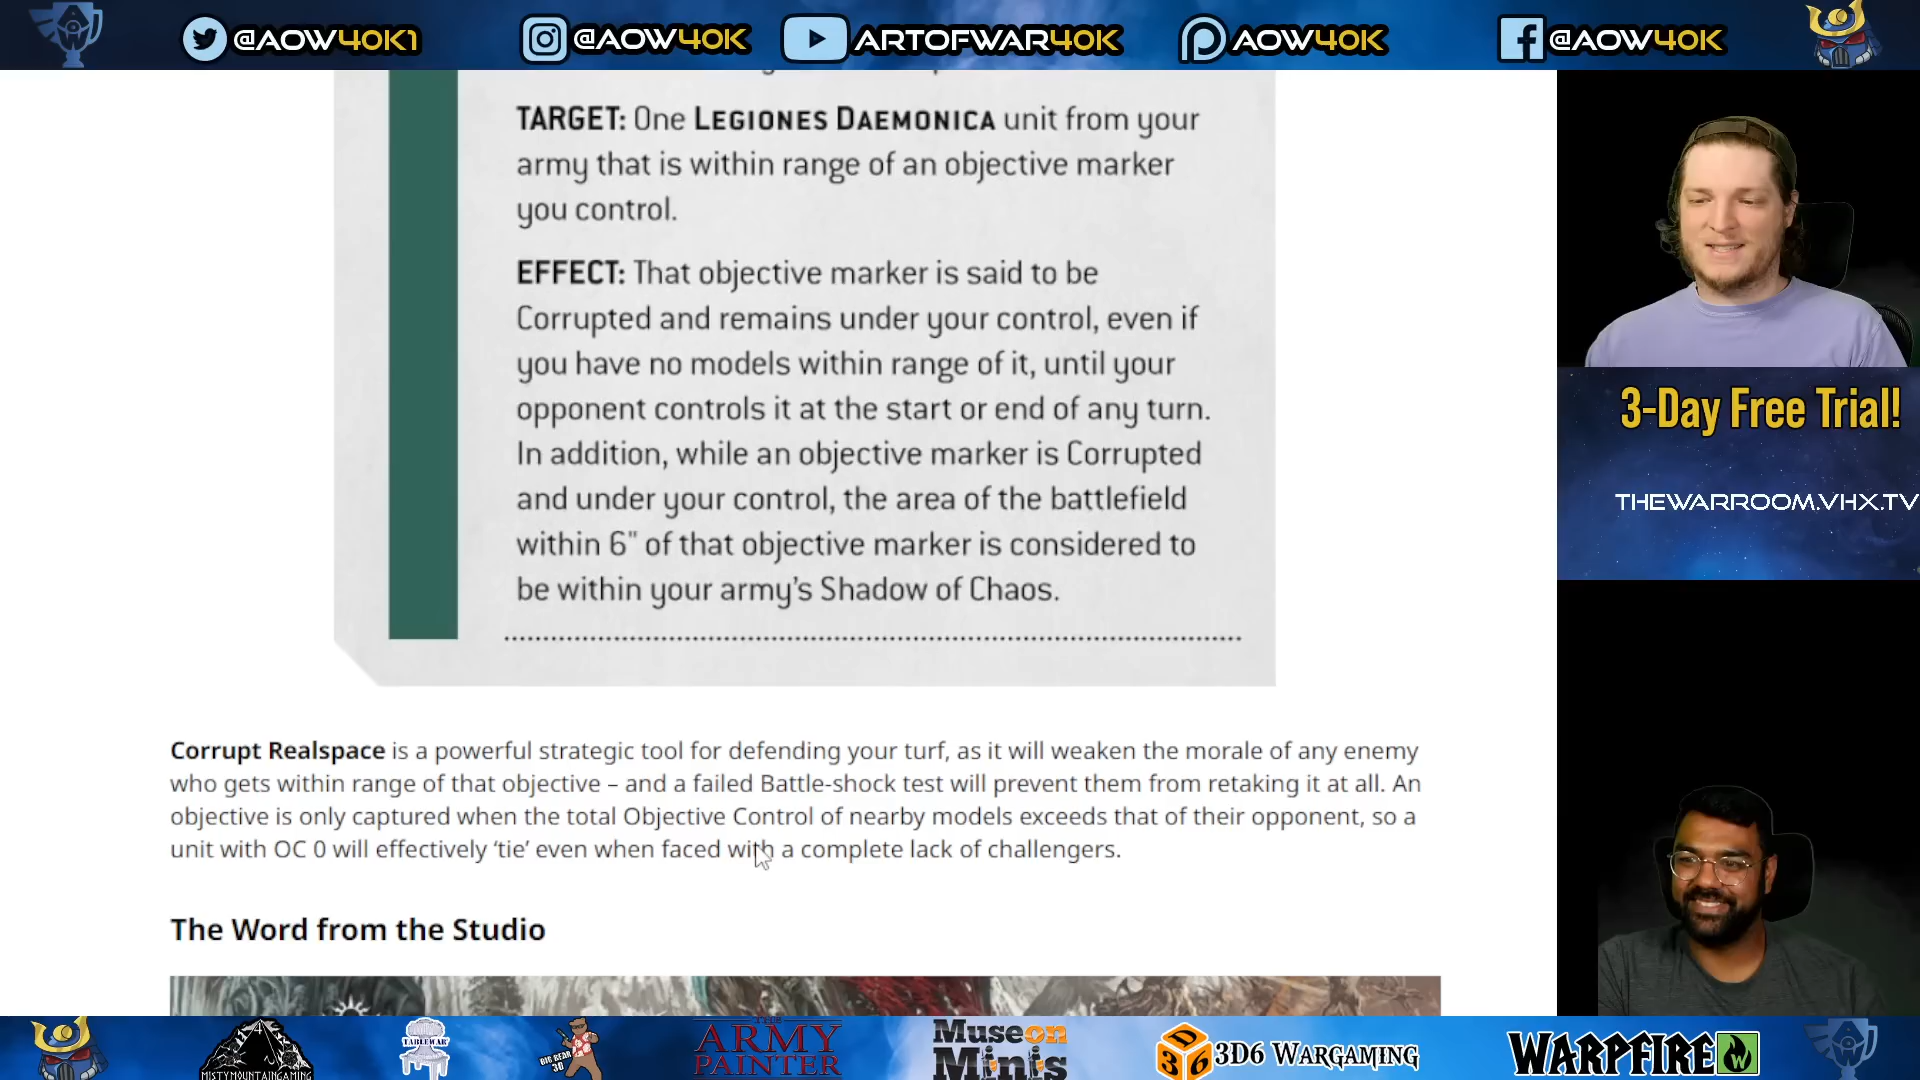 @AOW40K1
@AOW40K
ARTOFWAR40K
AOW40K
@AOW40K
TARGET: One LEGIONES DAEMONICA unit from your
army that is within range of an objective marker
you control.
EFFECT: That objective marker is said to be
Corrupted and remains under your control, even if
you have no models within range of it, until your
opponent controls it at the start or end of any turn.
In addition, while an objective marker is Corrupted
and under your control, the area of the battlefield
within 6" of that objective marker is considered to
be within your army's Shadow of Chaos.
3-Day Free Trial!
THEWARROOM.VHX.TV
Corrupt Realspace is a powerful strategic tool for defending your turf, as it will weaken the morale of any enemy
who gets within range of that objective – and a failed Battle-shock test will prevent them from retaking it at all. An
objective is only captured when the total Objective Control of nearby models exceeds that of their opponent, so a
unit with OC 0 will effectively ‘tie’ even when faced with a complete lack of challengers.
The Word from the Studio
MISTYMOUNTAINGAMING
TABLEWAR
BIG BEAR
3D
THE
ARMY
PAINTER
Museon
Minis
3D6 WARGAMING
WARPFIRE